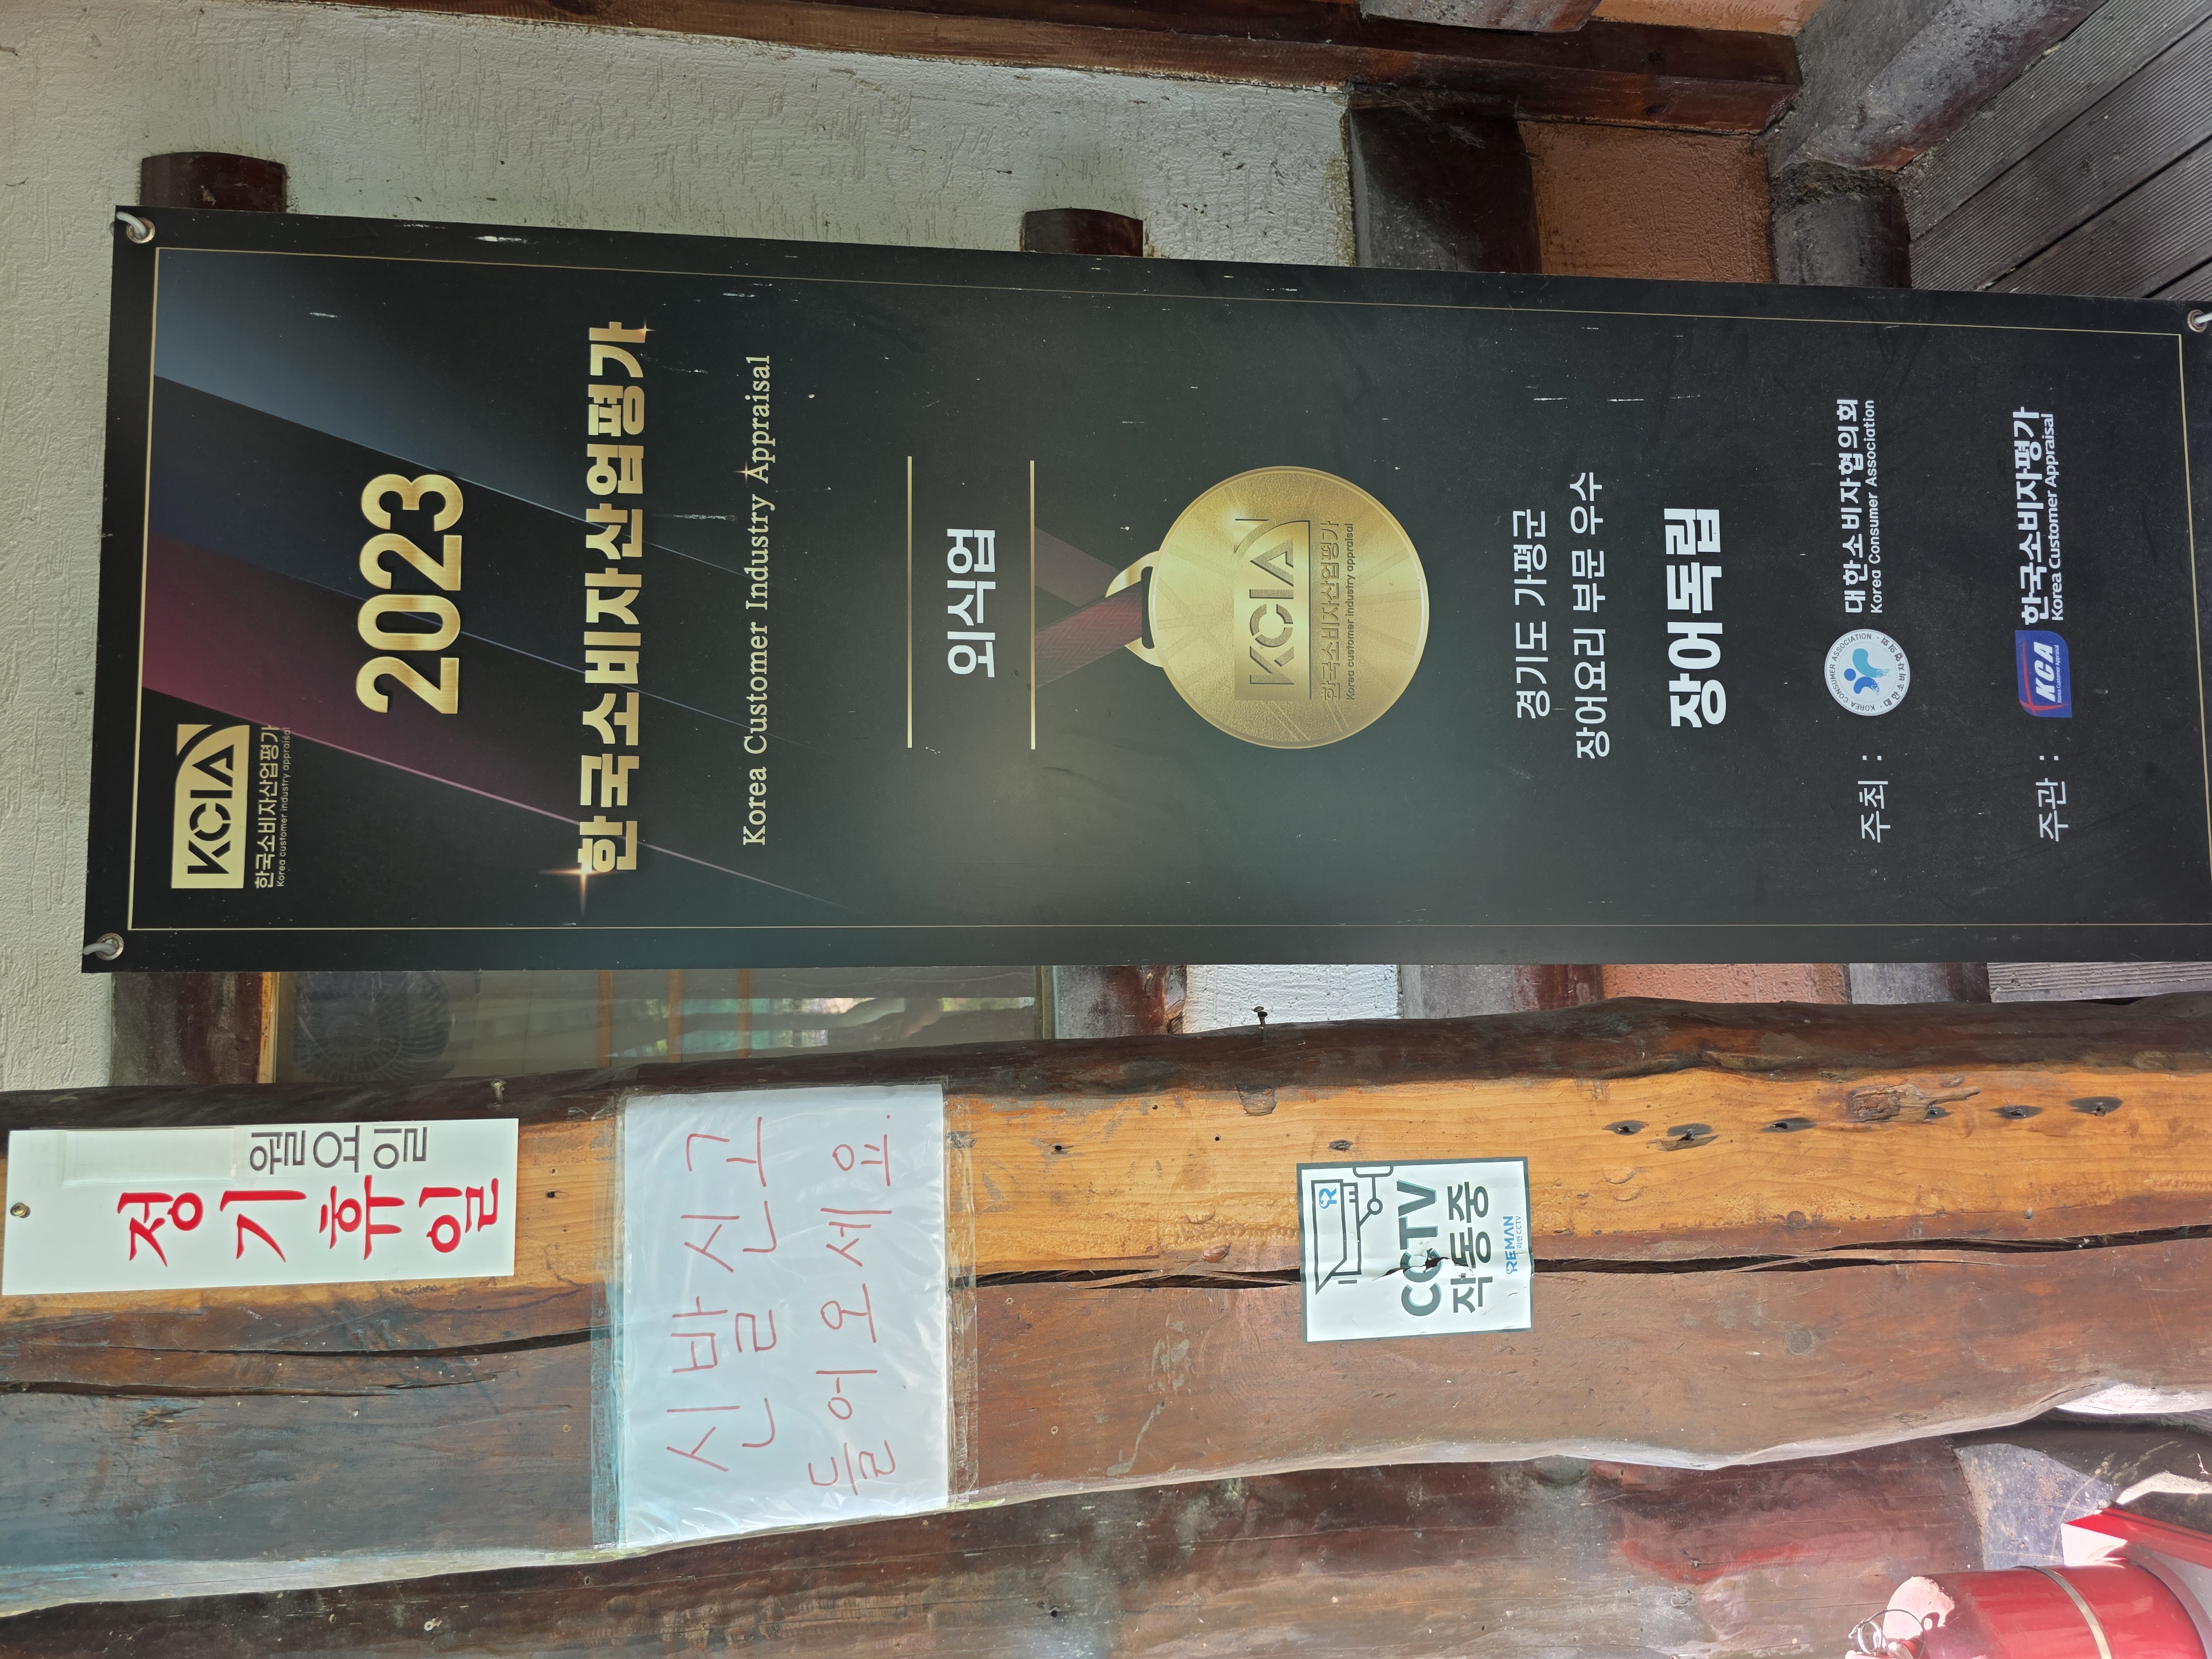 KCIA
한국소비자산업평가
Korea customer industry appraisal
2023
한국소비자산업평가
Korea Customer Industry Appraisal
외식업
KCIA
한국소비자산업평가
Korea customer industry appraisal
경기도 가평군
장어요리 부문 우수
장어독립
주최 : 대한소비자협의회
Korea Consumer Association
KOREA CONSUMER ASSOCIATION
주관 : KCA 한국소비자평가
Korea Customer Appraisal
정기휴일
월요일
신발신고
들어오세요.
CCTV
작동중
REMAN